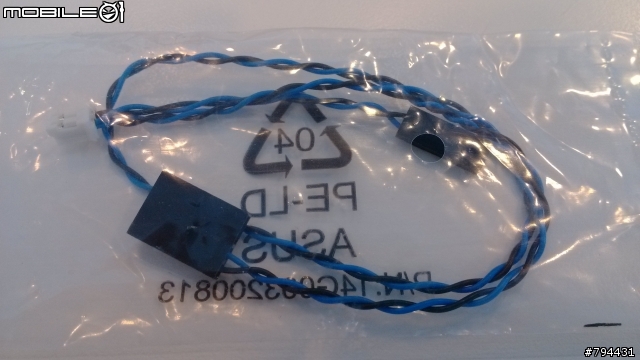 MOBILE01
04
PE-LD
ASUS
P/N:14G003200813
#794431